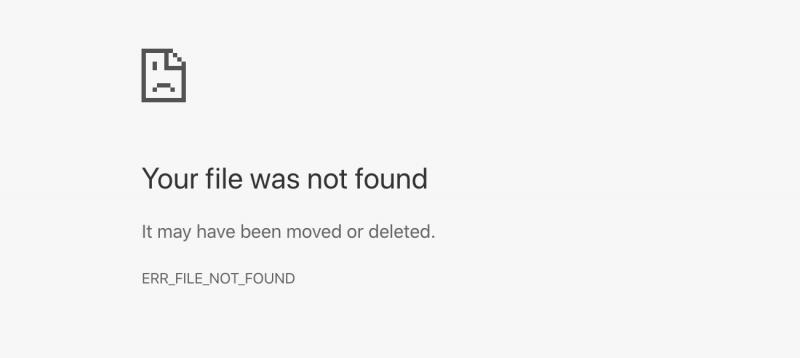 Your file was not found
It may have been moved or deleted.
ERR_FILE_NOT_FOUND